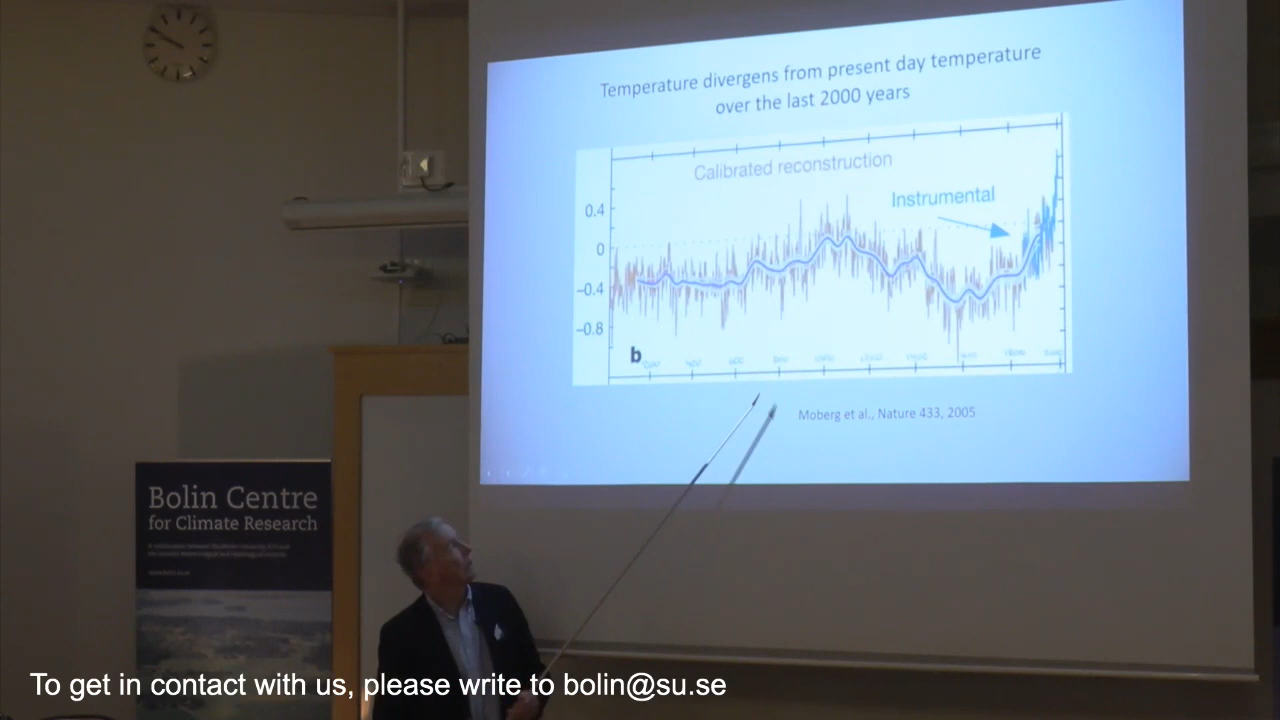 Temperature divergens from present day temperature
over the last 2000 years
Calibrated reconstruction
Instrumental
0.4
0
−0.4
−0.8
b
Moberg et al., Nature 433, 2005
Bolin Centre
for Climate Research
To get in contact with us, please write to bolin@su.se